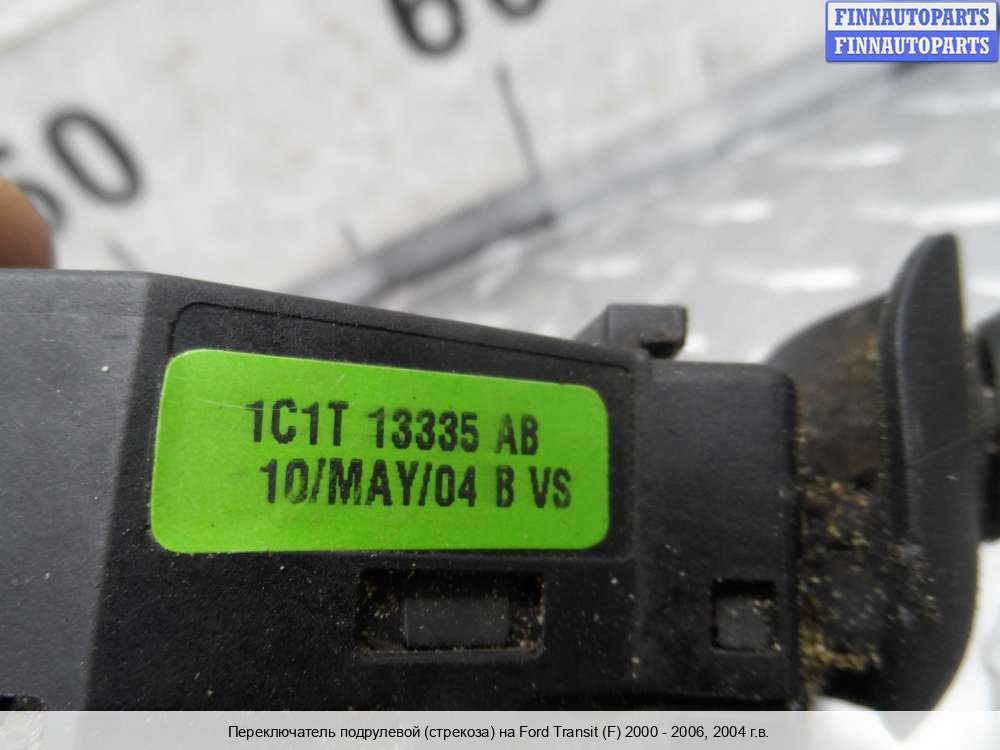 FINNAUTOPARTS
FINNAUTOPARTS
60
1C1T 13335 AB
10/MAY/04 B VS
Переключатель подрулевой (стрекоза) на Ford Transit (F) 2000 - 2006, 2004 г.в.